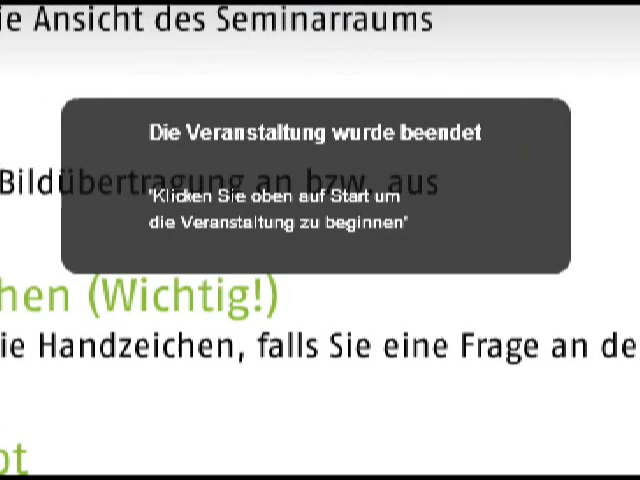 ie Ansicht des Seminarraums
Die Veranstaltung wurde beendet
Bildübertragung an bzw. aus
"Klicken Sie oben auf Start um
die Veranstaltung zu beginnen"
hen (Wichtig!)
ie Handzeichen, falls Sie eine Frage an de
ot